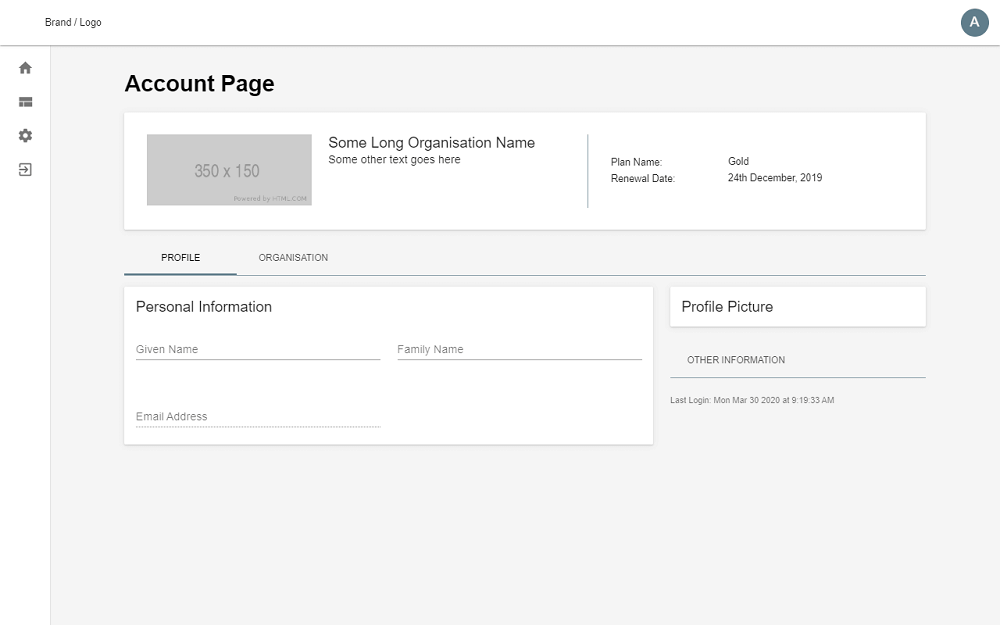 Brand / Logo
A
Account Page
350 x 150
Powered by HTML.COM
Some Long Organisation Name
Some other text goes here
Plan Name: Gold
Renewal Date: 24th December, 2019
PROFILE ORGANISATION
Personal Information
Given Name Family Name
Email Address
Profile Picture
OTHER INFORMATION
Last Login: Mon Mar 30 2020 at 9:19:33 AM